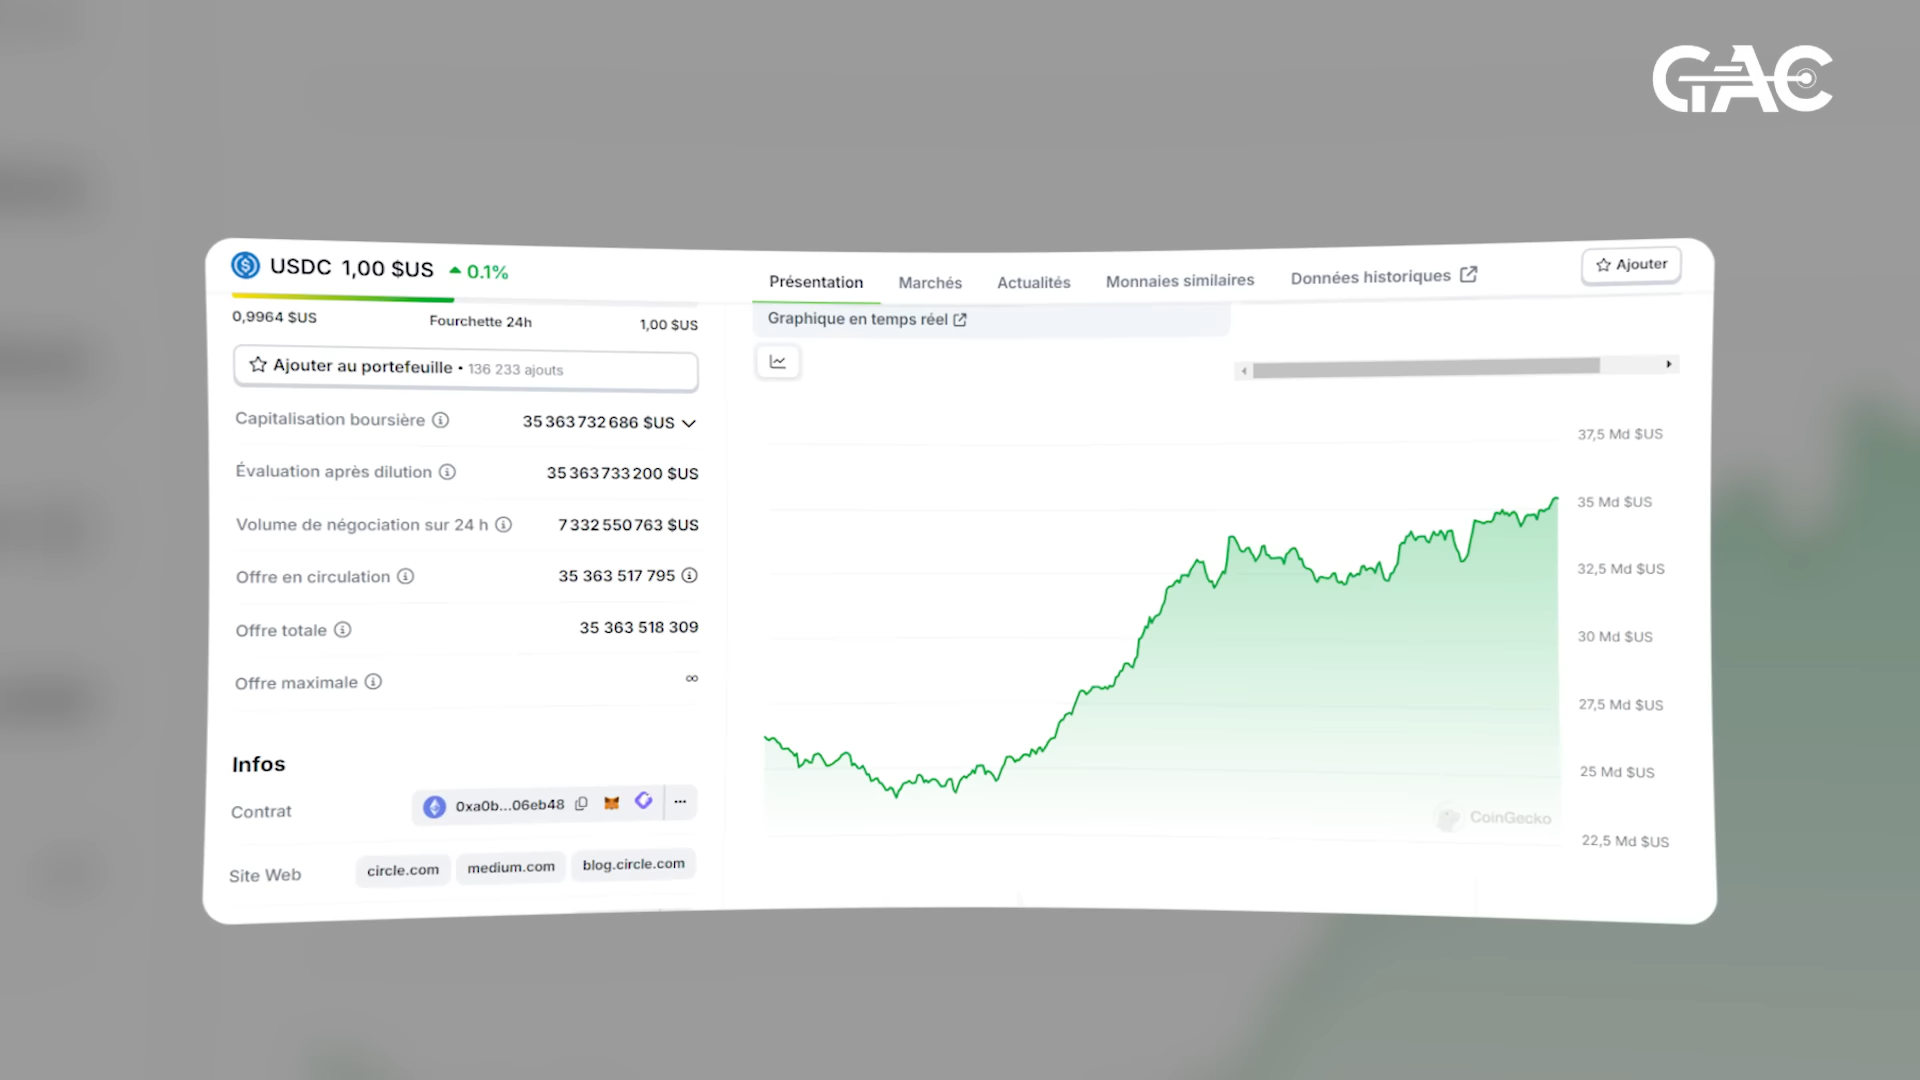 GAC
USDC 1,00 $US 0.1%
Présentation Marchés Actualités Monnaies similaires Données historiques Ajouter
0,9964 $US Fourchette 24h 1,00 $US
Graphique en temps réel
Ajouter au portefeuille • 136 233 ajouts
Capitalisation boursière 35 363 732 686 $US
Évaluation après dilution 35 363 733 200 $US
Volume de négociation sur 24 h 7 332 550 763 $US
Offre en circulation 35 363 517 795
Offre totale 35 363 518 309
Offre maximale ∞
Infos
Contrat 0xa0b...06eb48
Site Web circle.com medium.com blog.circle.com
37,5 Md $US
35 Md $US
32,5 Md $US
30 Md $US
27,5 Md $US
25 Md $US
22,5 Md $US
CoinGecko